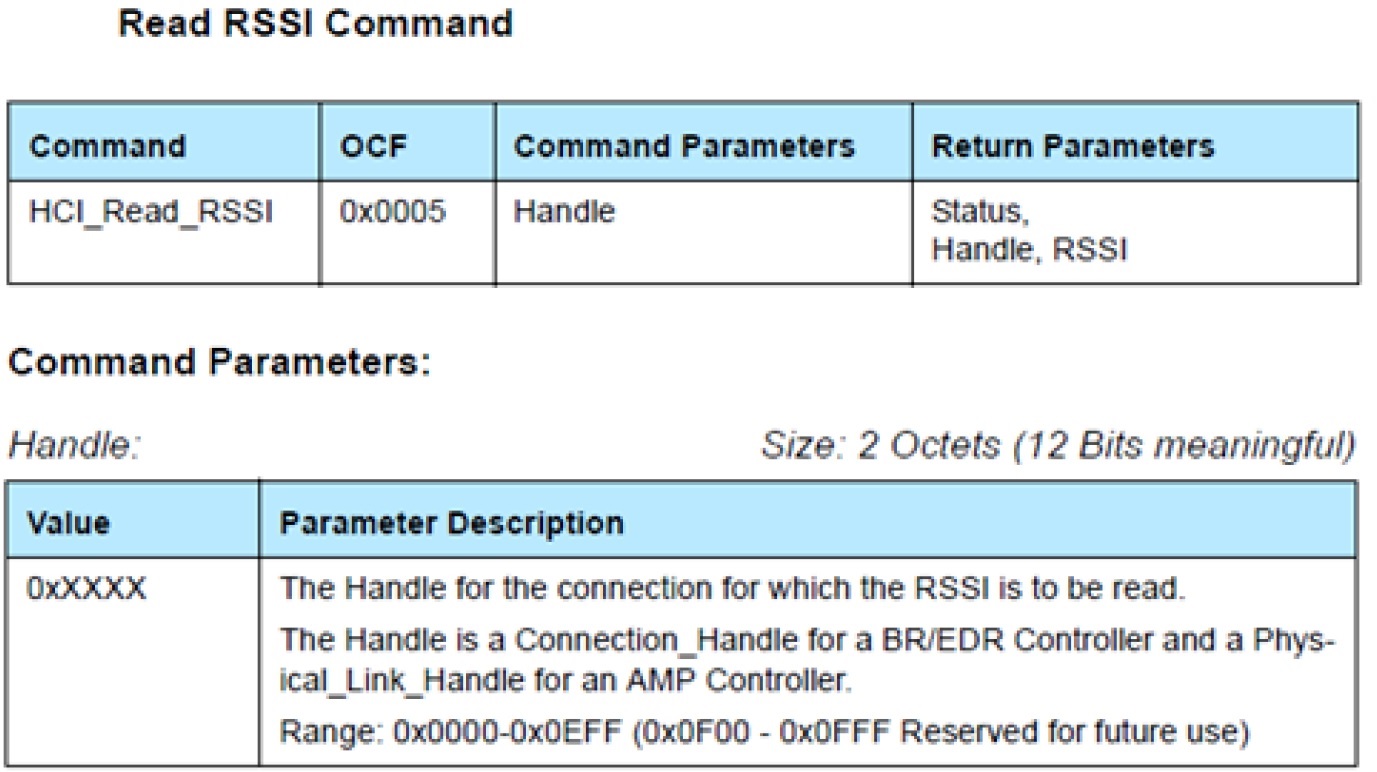 Read RSSI Command
Command OCF Command Parameters Return Parameters
HCI_Read_RSSI 0x0005 Handle Status,
Handle, RSSI
Command Parameters:
Handle: Size: 2 Octets (12 Bits meaningful)
Value Parameter Description
0xXXXX The Handle for the connection for which the RSSI is to be read.
The Handle is a Connection_Handle for a BR/EDR Controller and a Phys-
ical_Link_Handle for an AMP Controller.
Range: 0x0000-0x0EFF (0x0F00 - 0x0FFF Reserved for future use)